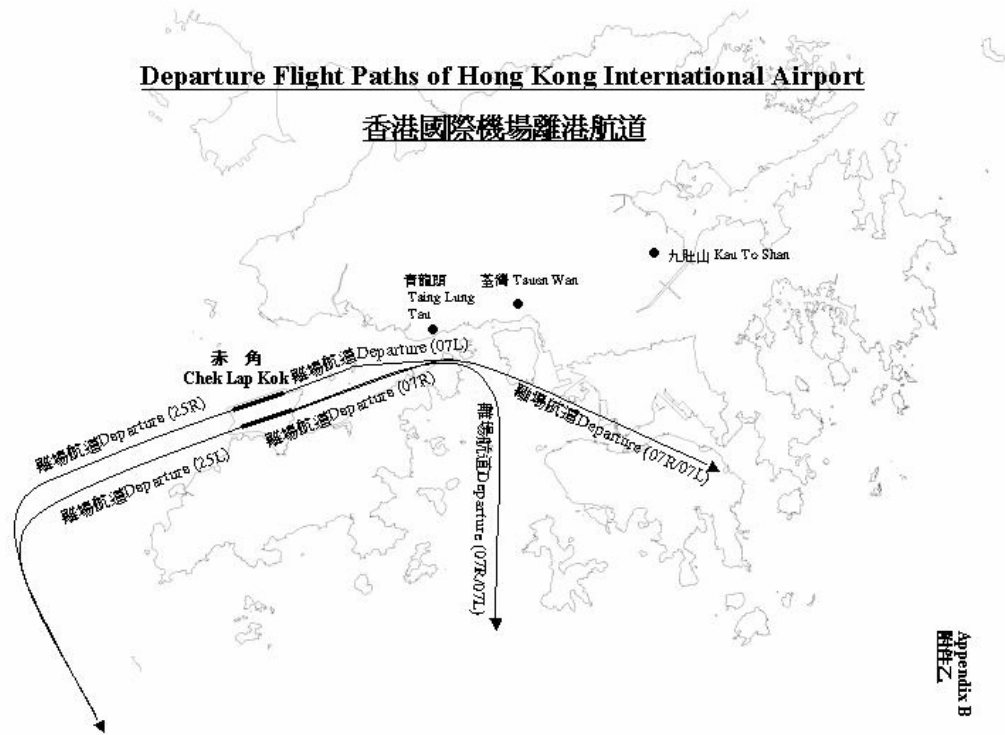 Departure Flight Paths of Hong Kong International Airport
香港國際機場離港航道
九肚山 Kau To Shan
青龍頭
Taing Lung
Tau
荃灣 Tsuen Wan
赤 角
Chek Lap Kok
離場航道Departure (07L)
離場航道Departure (07R)
離場航道Departure (25R)
離場航道Departure (25L)
離場航道Departure (07R/07L)
離場航道Departure (07R/07L)
Appendix B
附件乙